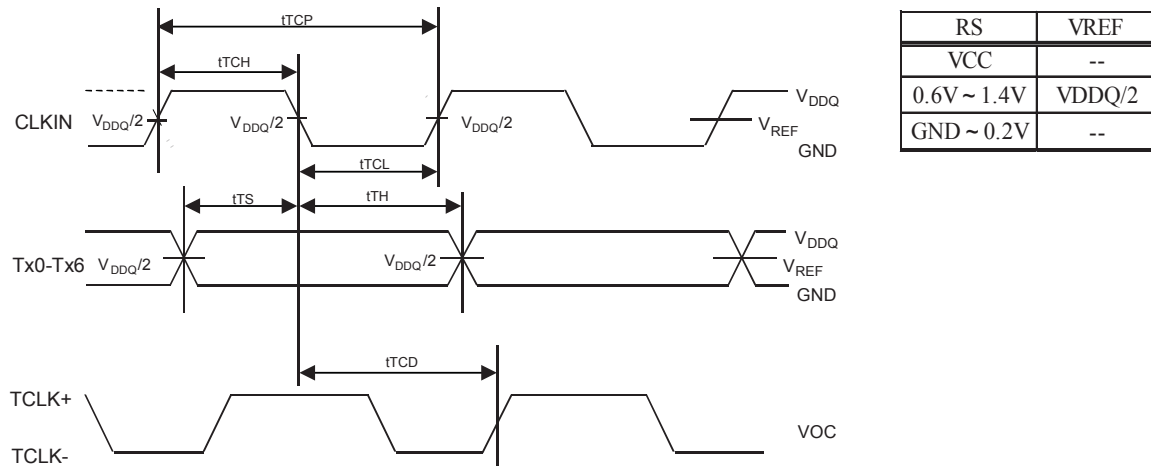 tTCP
tTCH
CLKIN
V_DDQ/2
V_DDQ/2
V_DDQ/2
V_DDQ
V_REF
GND
tTCL
tTS
tTH
Tx0-Tx6
V_DDQ/2
V_DDQ/2
V_DDQ
V_REF
GND
tTCD
TCLK+
TCLK-
VOC
RS VREF
VCC --
0.6V ~ 1.4V VDDQ/2
GND ~ 0.2V --